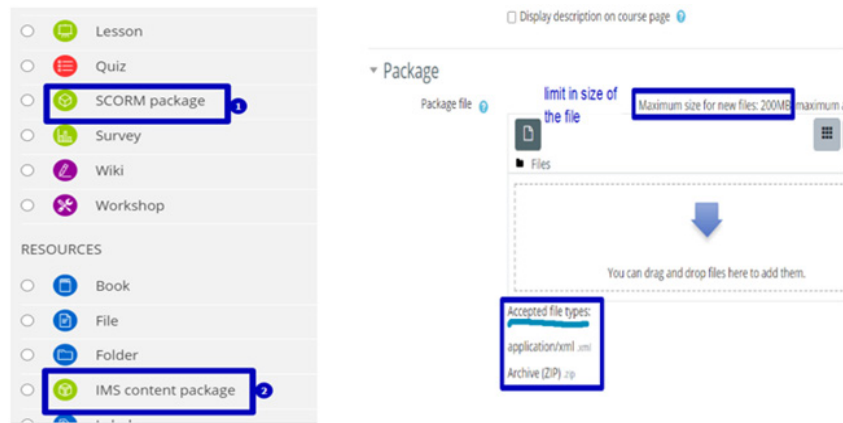 Lesson
Quiz
SCORM package 1
Survey
Wiki
Workshop
RESOURCES
Book
File
Folder
IMS content package 2
Display description on course page
Package
Package file
limit in size of
the file
Maximum size for new files: 200MB, maximum
Files
You can drag and drop files here to add them.
Accepted file types:
application/xml .xml
Archive (ZIP) .zip